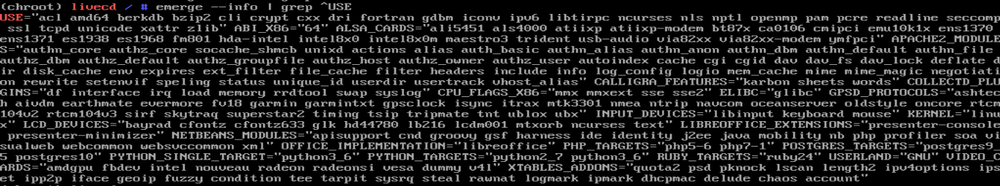 (chroot) livecd / # emerge --info | grep ^USE
USE="acl amd64 berkdb bzip2 cli crypt cxx dri fortran gdbm iconv ipv6 libtirpc ncurses nls nptl openmp pam pcre readline seccomp
 ssl tcpd unicode xattr zlib" ABI_X86="64" ALSA_CARDS="ali5451 als4000 atiixp atiixp-modem bt87x ca0106 cmipci emu10k1x ens1370
ens1371 es1938 es1968 fm801 hda-intel intel8x0 intel8x0m maestro3 trident usb-audio via82xx via82xx-modem ymfpci" APACHE2_MODULE
S="authn_core authz_core socache_shmcb unixd actions alias auth_basic authn_alias authn_anon authn_dbm authn_default authn_file
authz_dbm authz_default authz_groupfile authz_host authz_owner authz_user autoindex cache cgi cgid dav dav_fs dav_lock deflate d
ir disk_cache env expires ext_filter file_cache filter headers include info log_config logio mem_cache mime mime_magic negotiati
on rewrite setenvif speling status unique_id userdir usertrack vhost_alias" CALLIGRA_FEATURES="karbon sheets words" COLLECTD_PLU
GINS="df interface irq load memory rrdtool swap syslog" CPU_FLAGS_X86="mmx mmxext sse sse2" ELIBC="glibc" GPSD_PROTOCOLS="ashtec
h aivdm earthmate evermore fv18 garmin garmintxt gpsclock isync itrax mtk3301 nmea ntrip navcom oceanserver oldstyle oncore rtcm
104v2 rtcm104v3 sirf skytraq superstar2 timing tsip tripmate tnt ublox ubx" INPUT_DEVICES="libinput keyboard mouse" KERNEL="linu
x" LCD_DEVICES="bayrad cfontz cfontz633 glk hd44780 lb216 lcdm001 mtxorb ncurses text" LIBREOFFICE_EXTENSIONS="presenter-console
 presenter-minimizer" NETBEANS_MODULES="apisupport cnd groovy gsf harness ide identity j2ee java mobility nb php profiler soa vi
sualweb webcommon websvccommon xml" OFFICE_IMPLEMENTATION="libreoffice" PHP_TARGETS="php5-6 php7-1" POSTGRES_TARGETS="postgres9_
5 postgres10" PYTHON_SINGLE_TARGET="python3_6" PYTHON_TARGETS="python2_7 python3_6" RUBY_TARGETS="ruby24" USERLAND="GNU" VIDEO_C
ARDS="amdgpu fbdev intel nouveau radeon radeonsi vesa dummy v4l" XTABLES_ADDONS="quota2 psd pknock lscan length2 ipv4options ips
et ipp2p iface geoip fuzzy condition tee tarpit sysrq steal rawnat logmark ipmark dhcpmac delude chaos account"